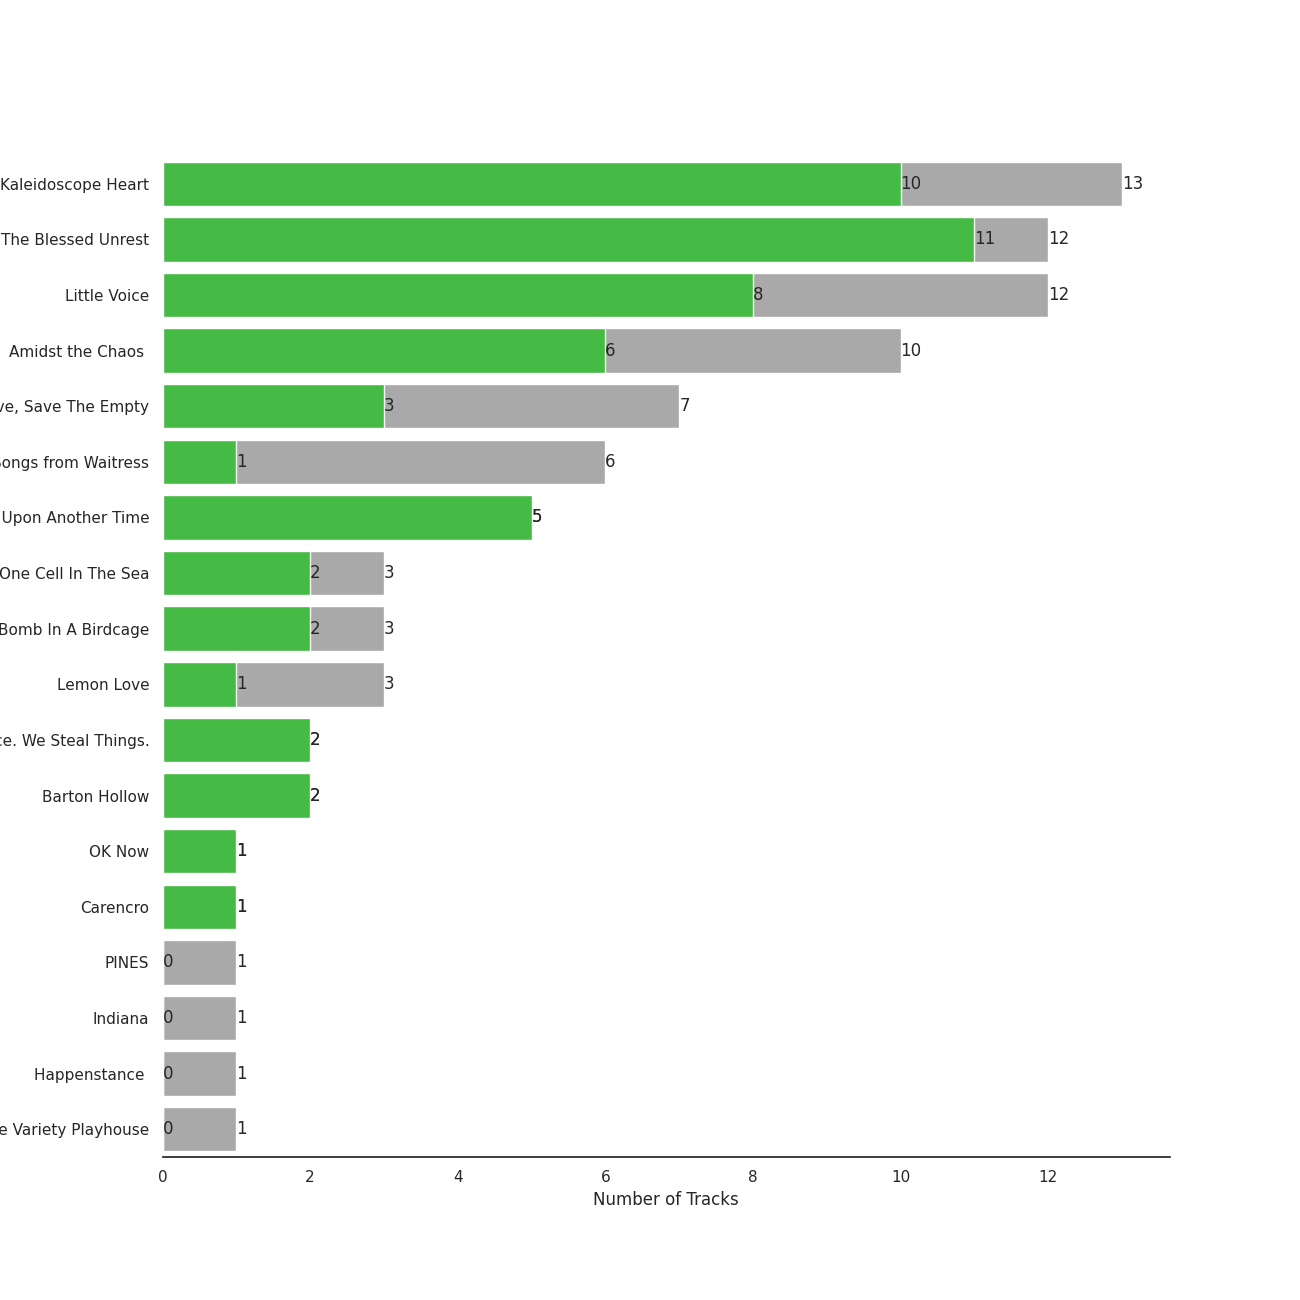 Kaleidoscope Heart 10 13
The Blessed Unrest 11 12
Little Voice 8 12
Amidst the Chaos 6 10
Save The Empty 3 7
Songs from Waitress 1 6
Upon Another Time 5
One Cell In The Sea 2 3
Bomb In A Birdcage 2 3
Lemon Love 1 3
We Steal Things. 2
Barton Hollow 2
OK Now 1
Carencro 1
PINES 0 1
Indiana 0 1
Happenstance 0 1
Variety Playhouse 0 1
0 2 4 6 8 10 12
Number of Tracks